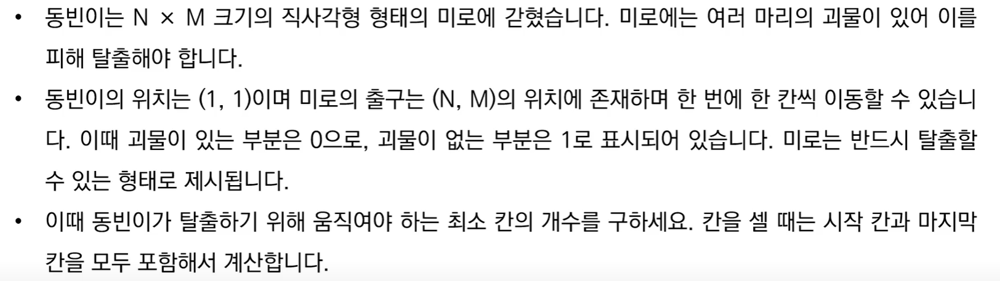 • 동빈이는 N × M 크기의 직사각형 형태의 미로에 갇혔습니다. 미로에는 여러 마리의 괴물이 있어 이를
피해 탈출해야 합니다.
• 동빈이의 위치는 (1, 1)이며 미로의 출구는 (N, M)의 위치에 존재하며 한 번에 한 칸씩 이동할 수 있습니
다. 이때 괴물이 있는 부분은 0으로, 괴물이 없는 부분은 1로 표시되어 있습니다. 미로는 반드시 탈출할
수 있는 형태로 제시됩니다.
• 이때 동빈이가 탈출하기 위해 움직여야 하는 최소 칸의 개수를 구하세요. 칸을 셀 때는 시작 칸과 마지막
칸을 모두 포함해서 계산합니다.